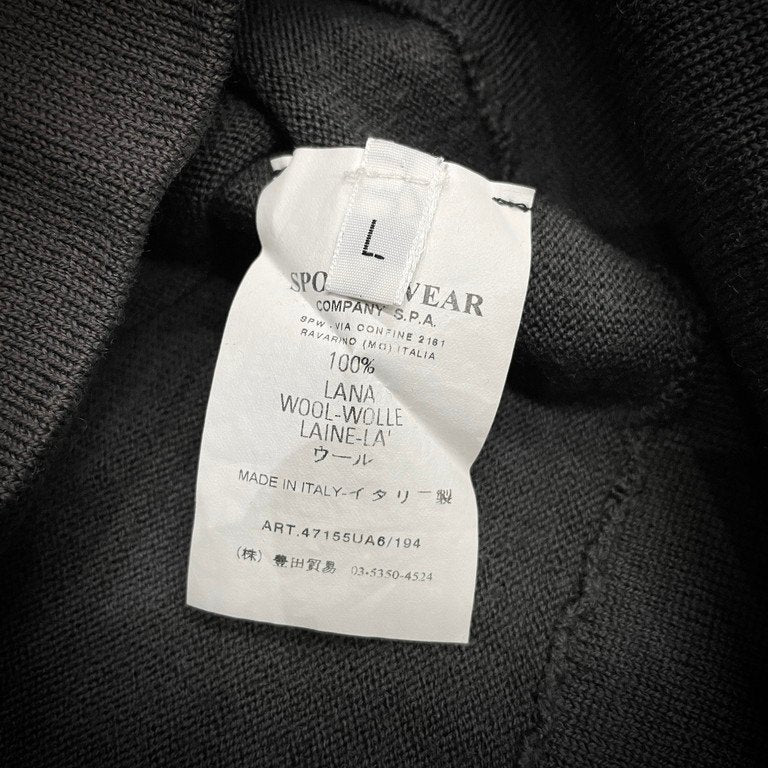 L
SPO WEAR
COMPANY S.P.A.
SPW - VIA CONFINE 2161
RAVARINO (MO) ITALIA
100%
LANA
WOOL-WOLLE
LAINE-LA'
ウール
MADE IN ITALY-イタリー製
ART.47155UA6/194
(株) 豊田貿易 03-5350-4524